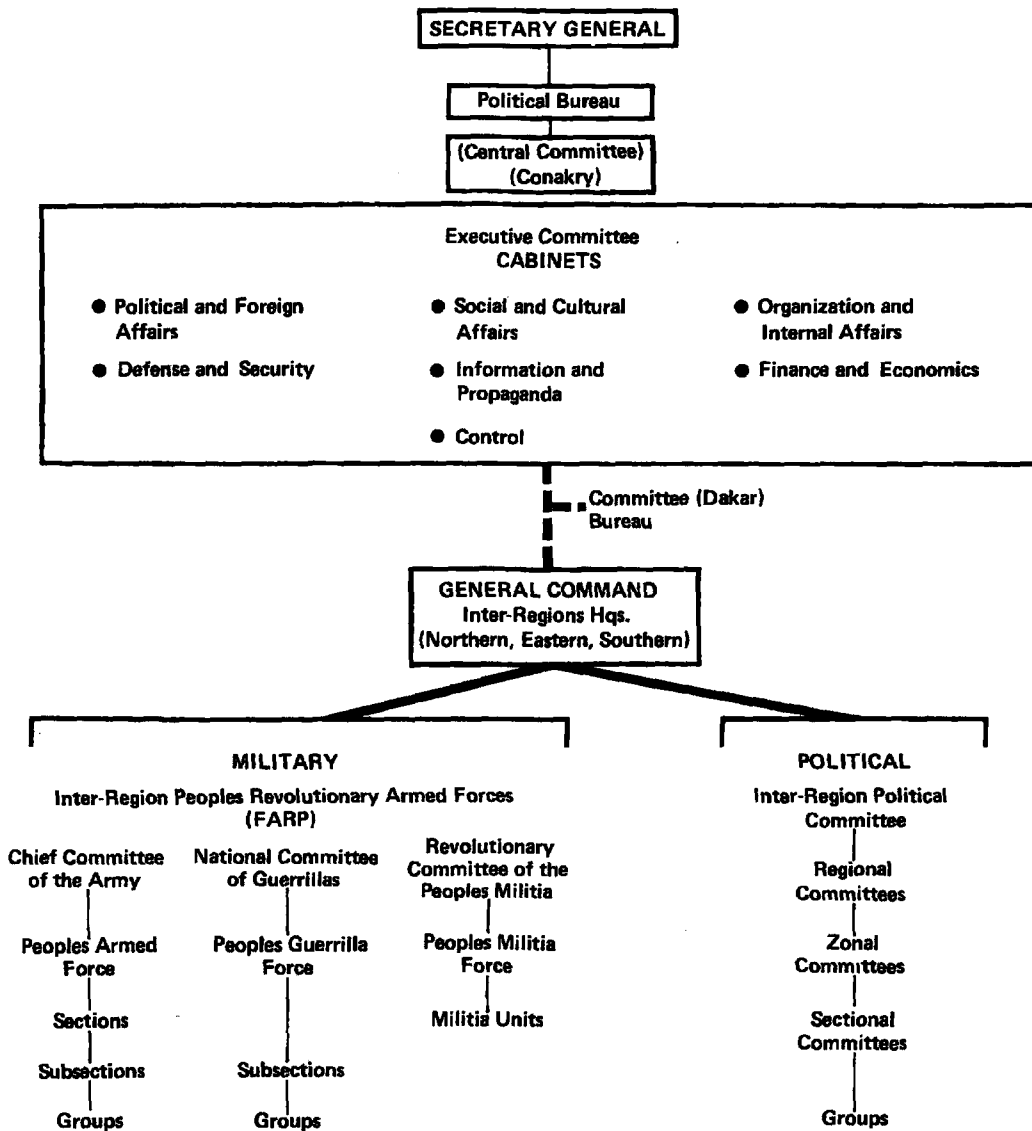 SECRETARY GENERAL
Political Bureau
(Central Committee)
(Conakry)
Executive Committee
CABINETS
● Political and Foreign
Affairs
● Social and Cultural
Affairs
● Organization and
Internal Affairs
● Defense and Security
● Information and
Propaganda
● Finance and Economics
● Control
Committee (Dakar)
Bureau
GENERAL COMMAND
Inter-Regions Hqs.
(Northern, Eastern, Southern)
MILITARY
Inter-Region Peoples Revolutionary Armed Forces
(FARP)
Chief Committee
of the Army
Peoples Armed
Force
Sections
Subsections
Groups
National Committee
of Guerrillas
Peoples Guerrilla
Force
Subsections
Groups
Revolutionary
Committee of the
Peoples Militia
Peoples Militia
Force
Militia Units
POLITICAL
Inter-Region Political
Committee
Regional
Committees
Zonal
Committees
Sectional
Committees
Groups